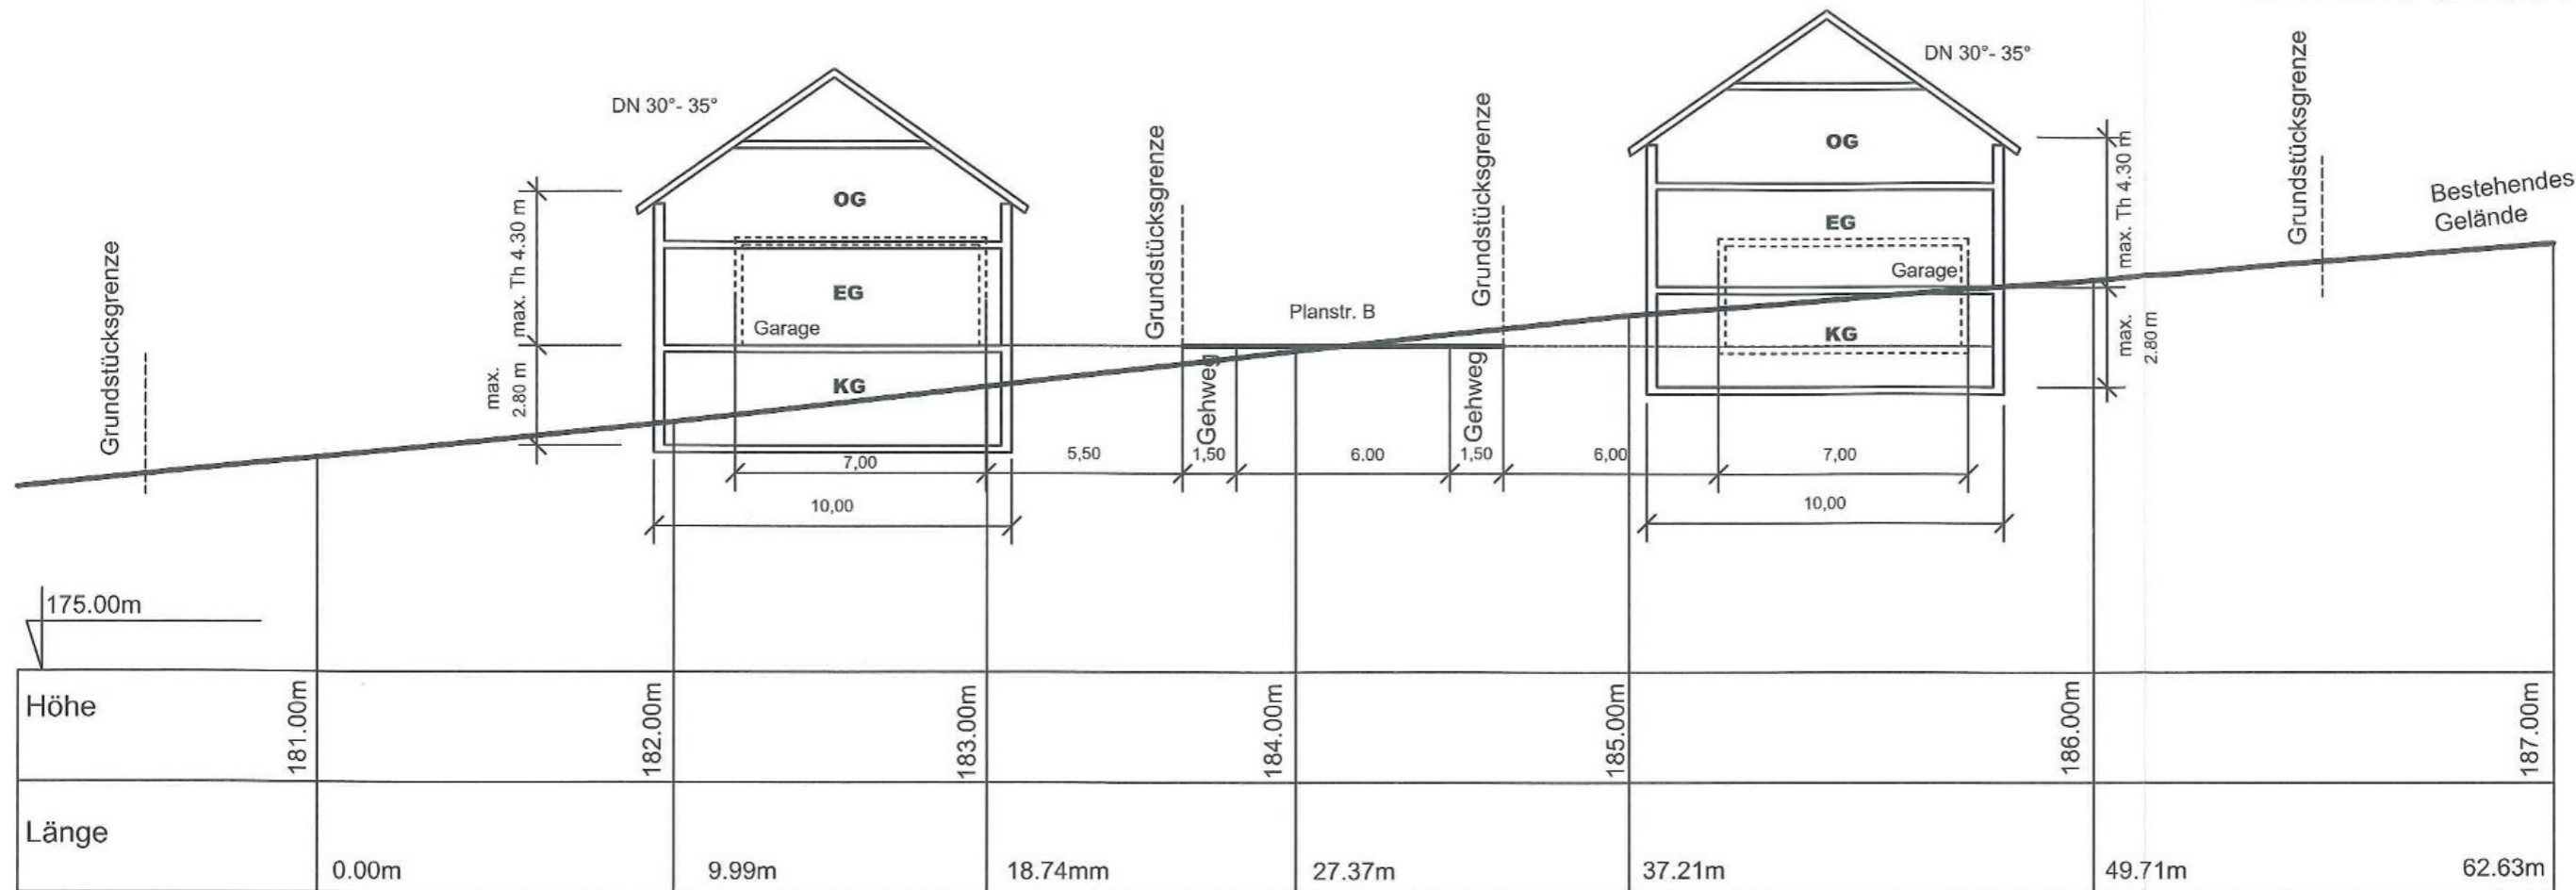 DN 30°- 35°
DN 30°- 35°
Grundstücksgrenze
Grundstücksgrenze
Grundstücksgrenze
Grundstücksgrenze
Bestehendes
Gelände
OG
EG
Garage
KG
max. Th 4.30 m
max.
2.80 m
Planstr. B
Gehweg
Gehweg
OG
EG
Garage
KG
max. Th 4.30 m
max.
2.80 m
7,00
5,50
1,50
6.00
1,50
6,00
7,00
10,00
10,00
175.00m
Höhe
181.00m
182.00m
183.00m
184.00m
185.00m
186.00m
187.00m
Länge
0.00m
9.99m
18.74mm
27.37m
37.21m
49.71m
62.63m